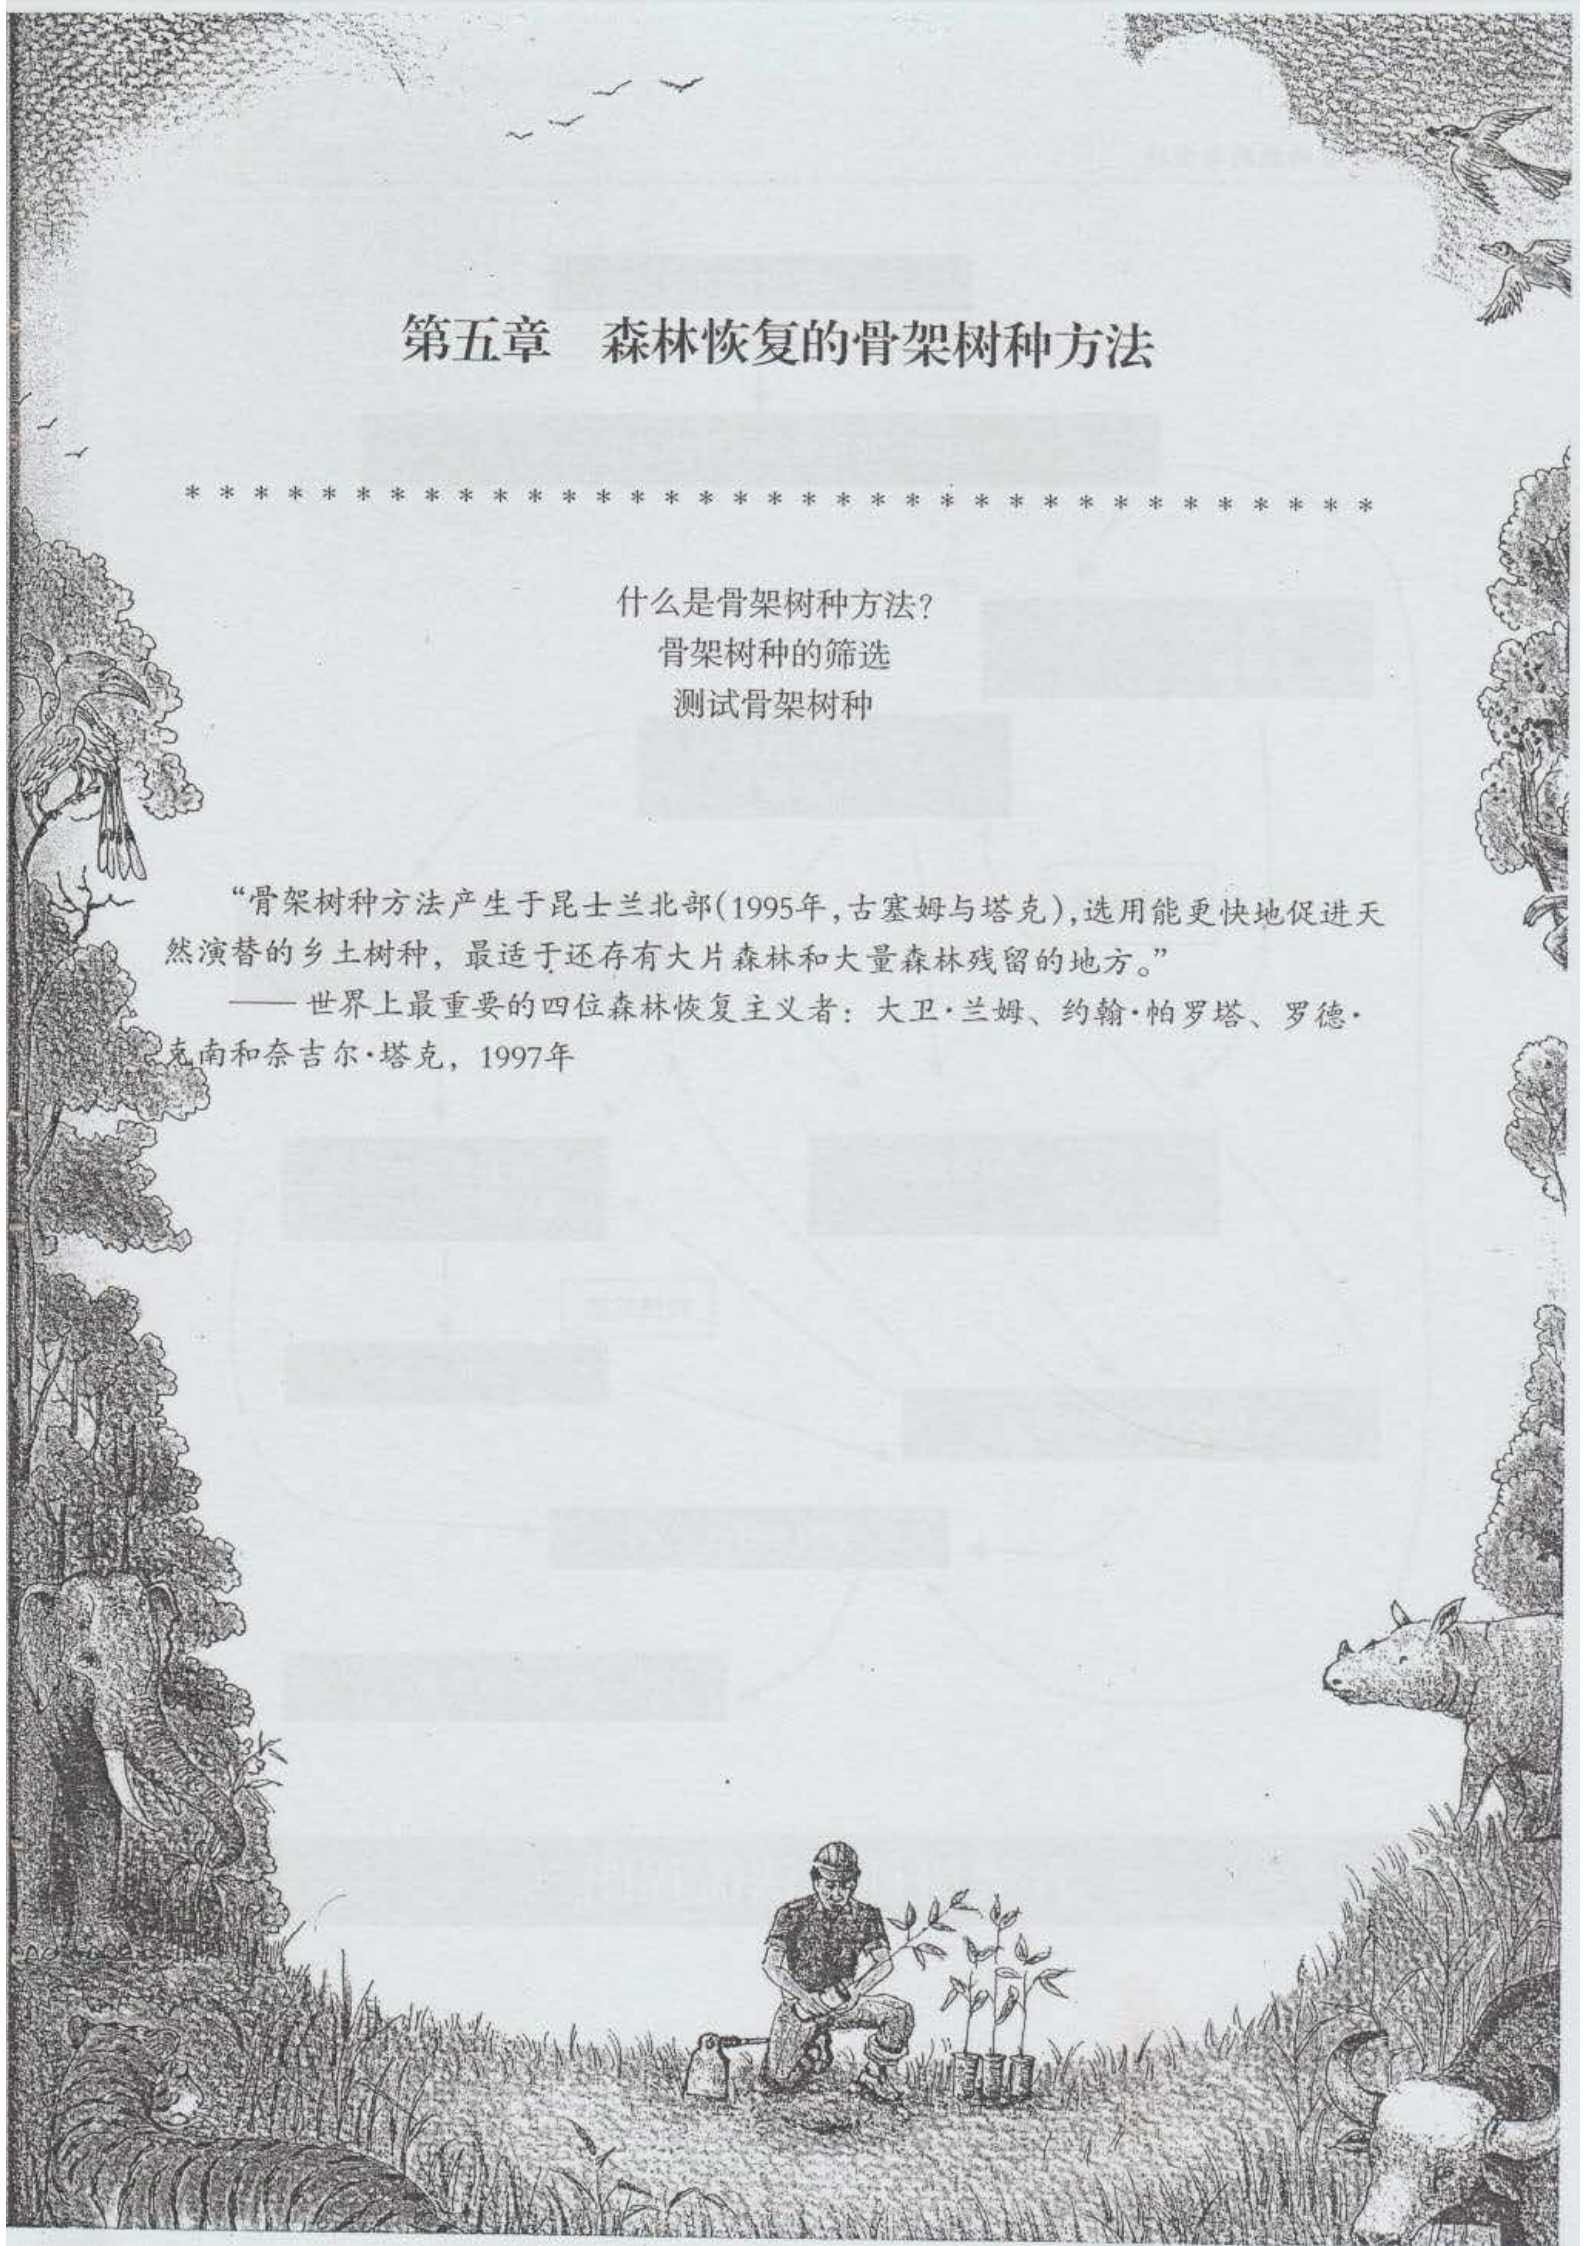 第五章　森林恢复的骨架树种方法
* * * * * * * * * * * * * * * * * * * * * * * * * * * * * * * * * * *
什么是骨架树种方法？
骨架树种的筛选
测试骨架树种
“骨架树种方法产生于昆士兰北部(1995年,古塞姆与塔克),选用能更快地促进天
然演替的乡土树种，最适于还存有大片森林和大量森林残留的地方。”
—— 世界上最重要的四位森林恢复主义者：大卫·兰姆、约翰·帕罗塔、罗德·
克南和奈吉尔·塔克，1997年